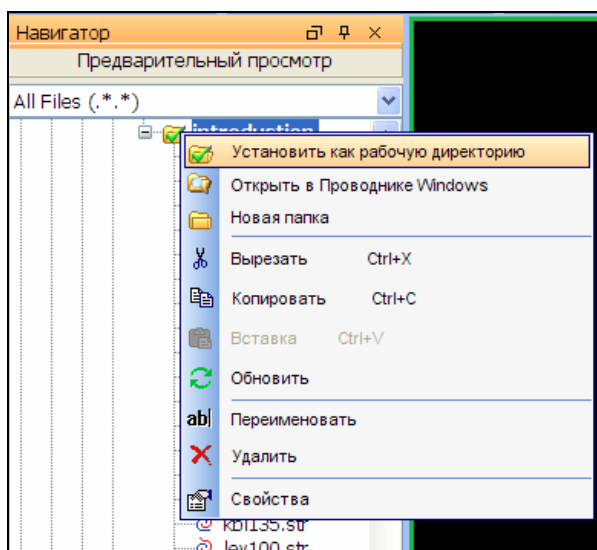 Навигатор
Предварительный просмотр
All Files (.*.*)
introduction
Установить как рабочую директорию
Открыть в Проводнике Windows
Новая папка
Вырезать Ctrl+X
Копировать Ctrl+C
Вставка Ctrl+V
Обновить
ab Переименовать
Удалить
Свойства
kbl135.str
lev100.str